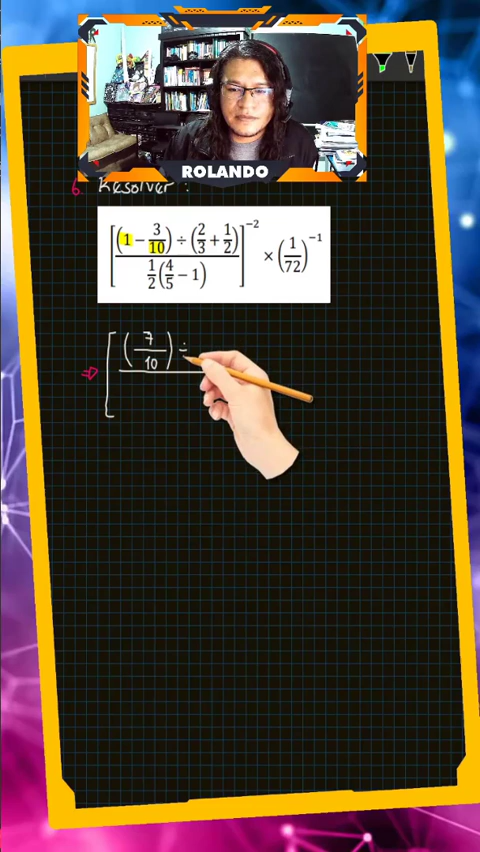 ROLANDO
6. Resolver :
[((1 − 3/10) ÷ (2/3 + 1/2)) / (1/2 (4/5 − 1))]^−2 × (1/72)^−1
⇒ [ (7/10) ÷